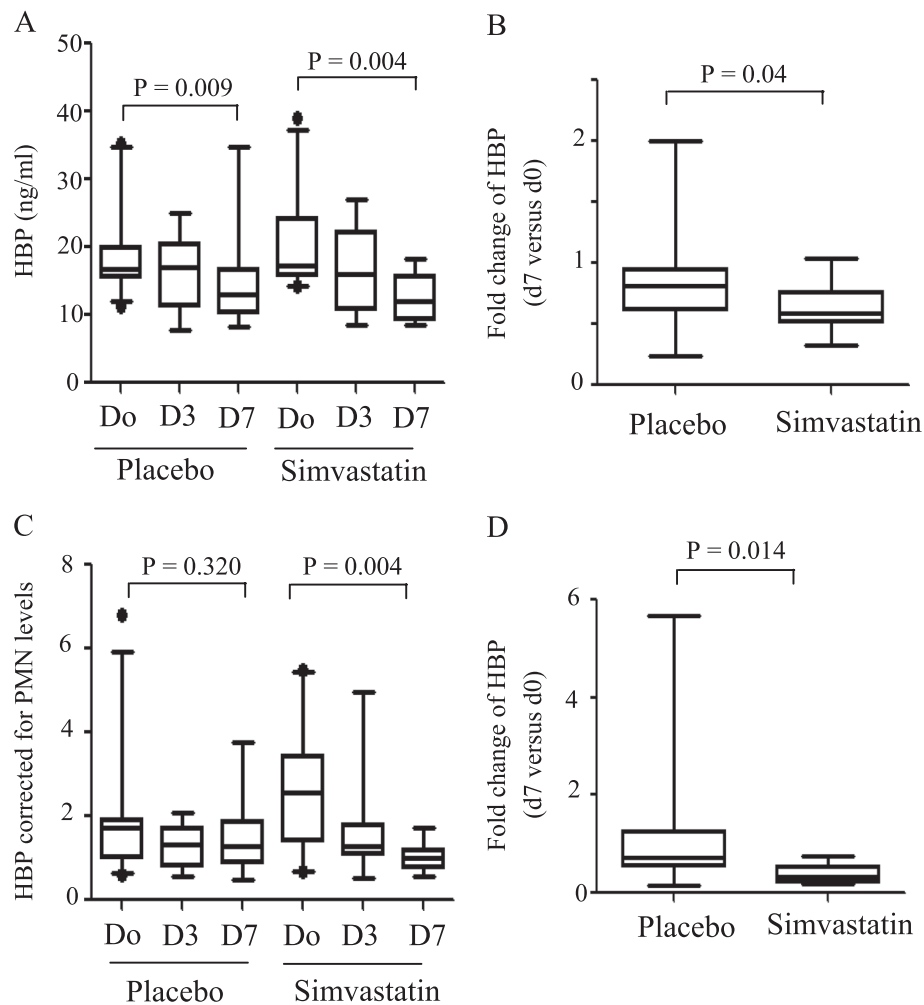 A
50
40
30
20
10
0
HBP (ng/ml)
P = 0.009
P = 0.004
Do D3 D7 Do D3 D7
Placebo Simvastatin
B
2
1
0
Fold change of HBP
(d7 versus d0)
P = 0.04
Placebo Simvastatin
C
8
6
4
2
0
HBP corrected for PMN levels
P = 0.320 P = 0.004
Do D3 D7 Do D3 D7
Placebo Simvastatin
D
6
4
2
0
Fold change of HBP
(d7 versus d0)
P = 0.014
Placebo Simvastatin